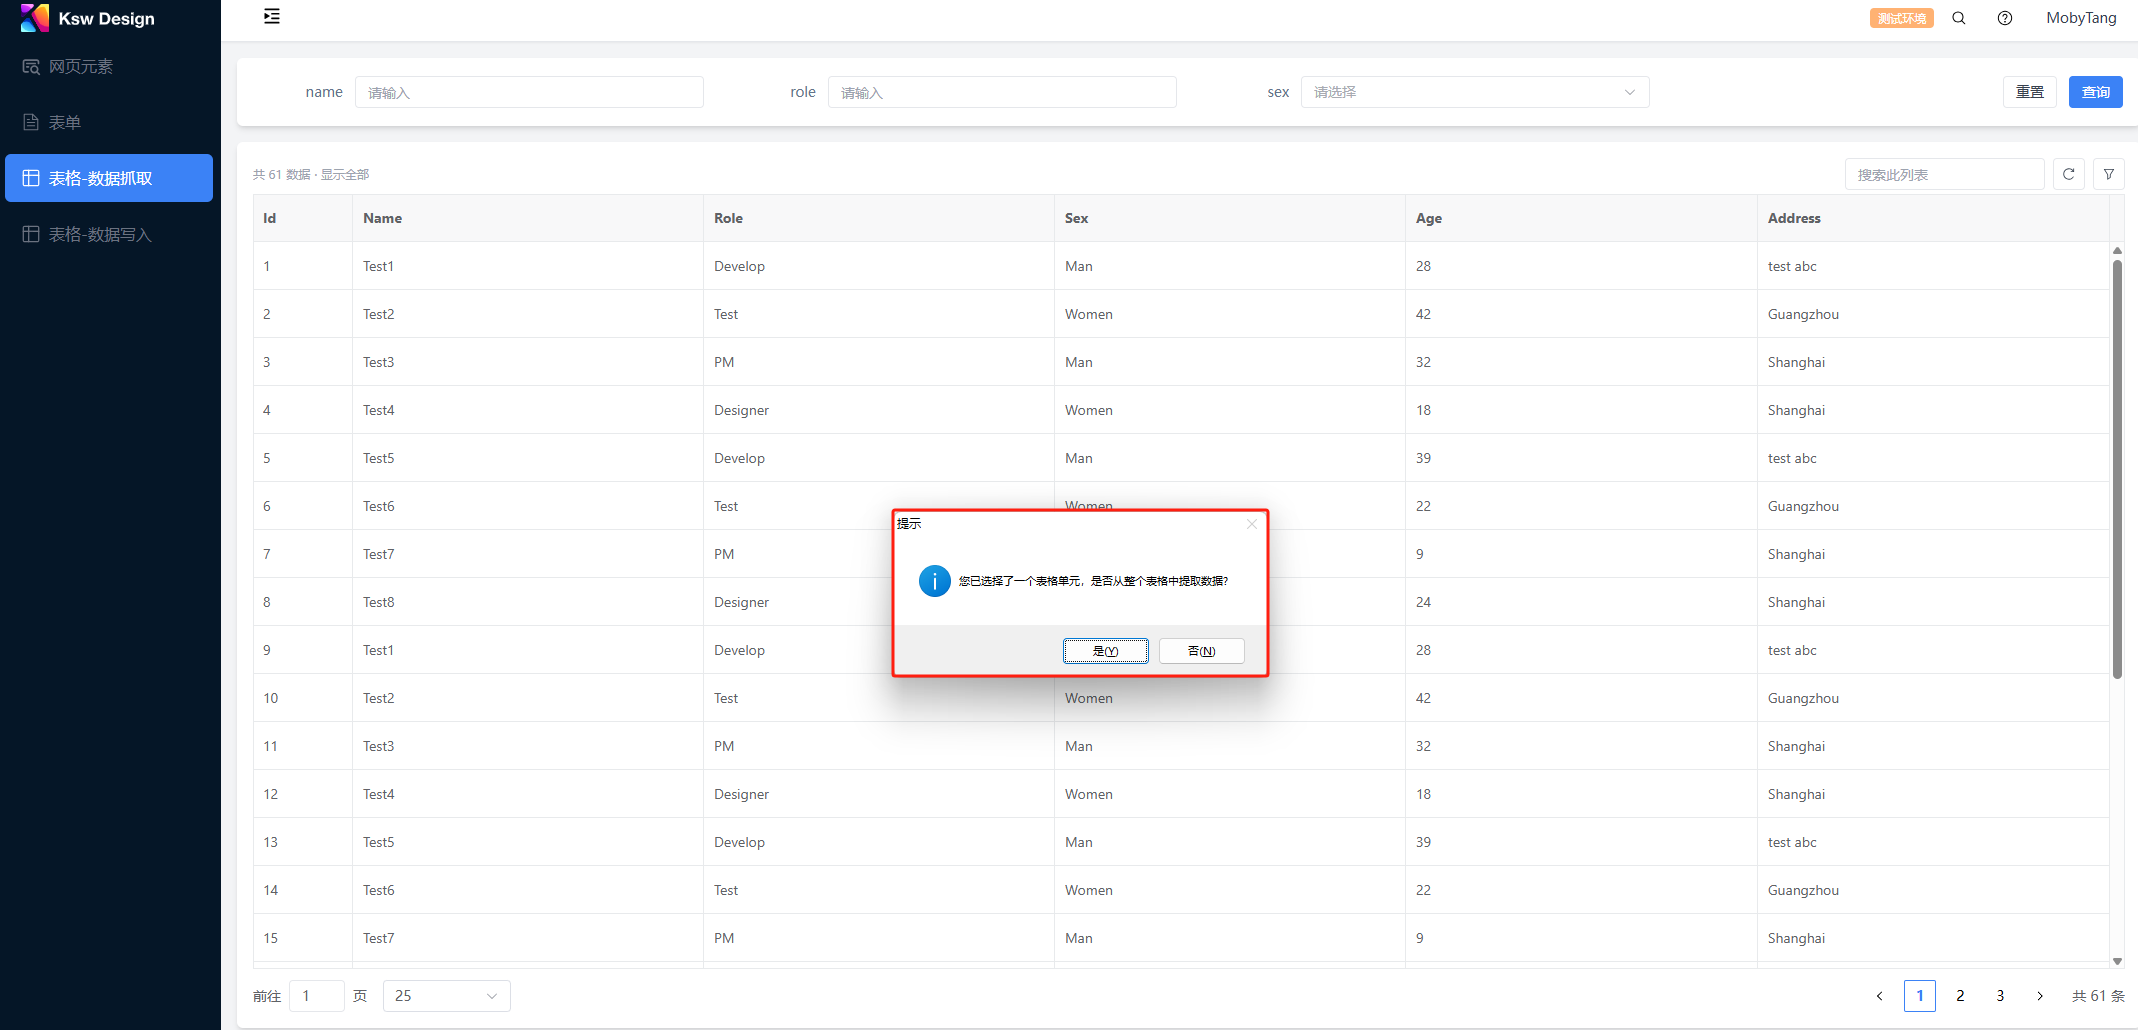 Ksw Design
测试环境
MobyTang
网页元素
表单
表格-数据抓取
表格-数据写入
name 请输入 role 请输入 sex 请选择 重置 查询
共 61 数据 · 显示全部 搜索此列表
Id Name Role Sex Age Address
1 Test1 Develop Man 28 test abc
2 Test2 Test Women 42 Guangzhou
3 Test3 PM Man 32 Shanghai
4 Test4 Designer Women 18 Shanghai
5 Test5 Develop Man 39 test abc
6 Test6 Test Women 22 Guangzhou
7 Test7 PM 9 Shanghai
8 Test8 Designer 24 Shanghai
9 Test1 Develop 28 test abc
10 Test2 Test Women 42 Guangzhou
11 Test3 PM Man 32 Shanghai
12 Test4 Designer Women 18 Shanghai
13 Test5 Develop Man 39 test abc
14 Test6 Test Women 22 Guangzhou
15 Test7 PM Man 9 Shanghai
提示
您已选择了一个表格单元，是否从整个表格中提取数据?
是(Y) 否(N)
前往 1 页 25 1 2 3 共 61 条